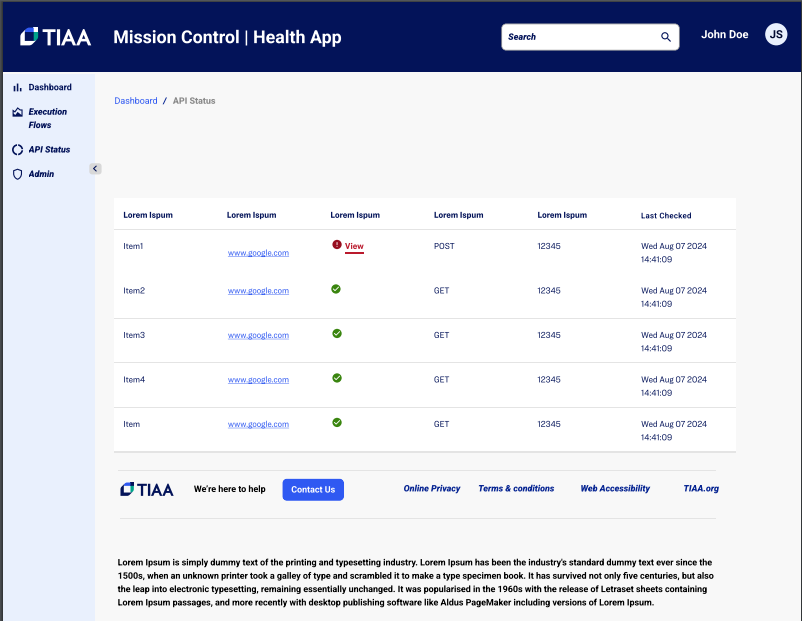 TIAA Mission Control | Health App Search John Doe JS
Dashboard
Execution
Flows
API Status
Admin
Dashboard / API Status
Lorem Ispum Lorem Ispum Lorem Ispum Lorem Ispum Lorem Ispum Last Checked
Item1 www.google.com View POST 12345 Wed Aug 07 2024
14:41:09
Item2 www.google.com GET 12345 Wed Aug 07 2024
14:41:09
Item3 www.google.com GET 12345 Wed Aug 07 2024
14:41:09
Item4 www.google.com GET 12345 Wed Aug 07 2024
14:41:09
Item www.google.com GET 12345 Wed Aug 07 2024
14:41:09
TIAA We're here to help Contact Us Online Privacy Terms & conditions Web Accessibility TIAA.org
Lorem Ipsum is simply dummy text of the printing and typesetting industry. Lorem Ipsum has been the industry's standard dummy text ever since the
1500s, when an unknown printer took a galley of type and scrambled it to make a type specimen book. It has survived not only five centuries, but also
the leap into electronic typesetting, remaining essentially unchanged. It was popularised in the 1960s with the release of Letraset sheets containing
Lorem Ipsum passages, and more recently with desktop publishing software like Aldus PageMaker including versions of Lorem Ipsum.